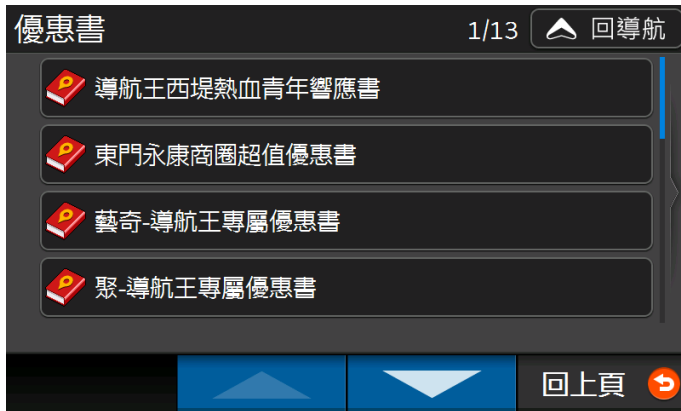 優惠書 1/13 回導航
導航王西堤熱血青年響應書
東門永康商圈超值優惠書
藝奇-導航王專屬優惠書
聚-導航王專屬優惠書
回上頁